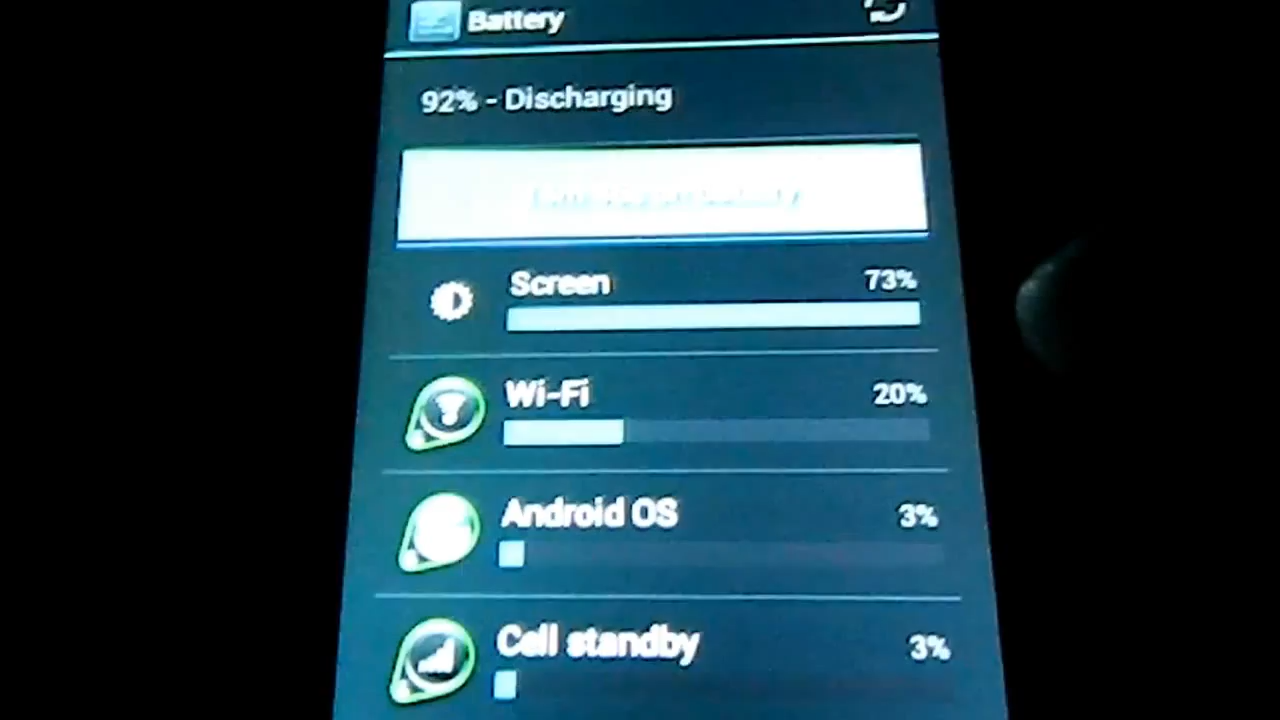 Battery
92% - Discharging
Screen 73%
Wi-Fi 20%
Android OS 3%
Cell standby 3%